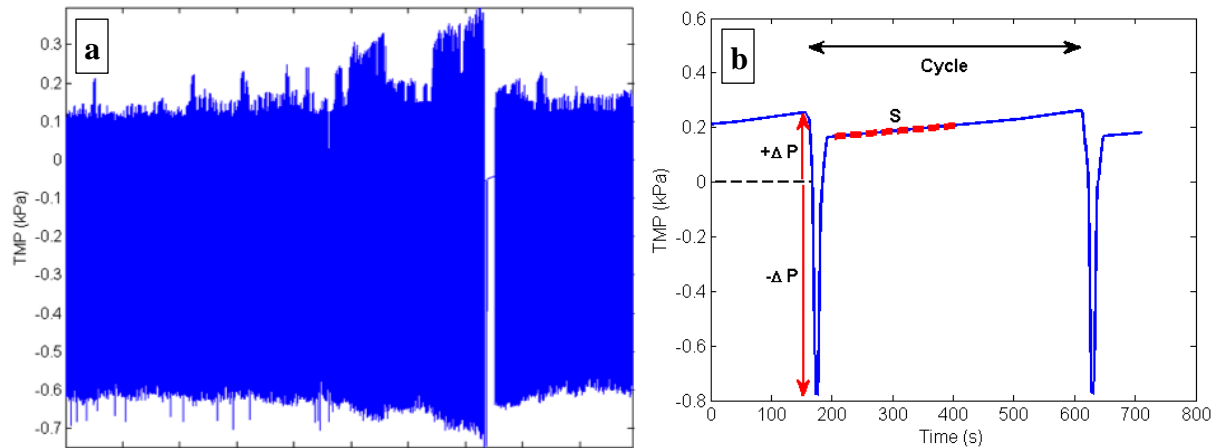 a
0.3
0.2
0.1
0
-0.1
-0.2
-0.3
-0.4
-0.5
-0.6
-0.7
TMP (kPa)
b
0.6
0.4
0.2
0
-0.2
-0.4
-0.6
-0.8
TMP (kPa)
Cycle
S
+Δ P
-Δ P
0 100 200 300 400 500 600 700 800
Time (s)